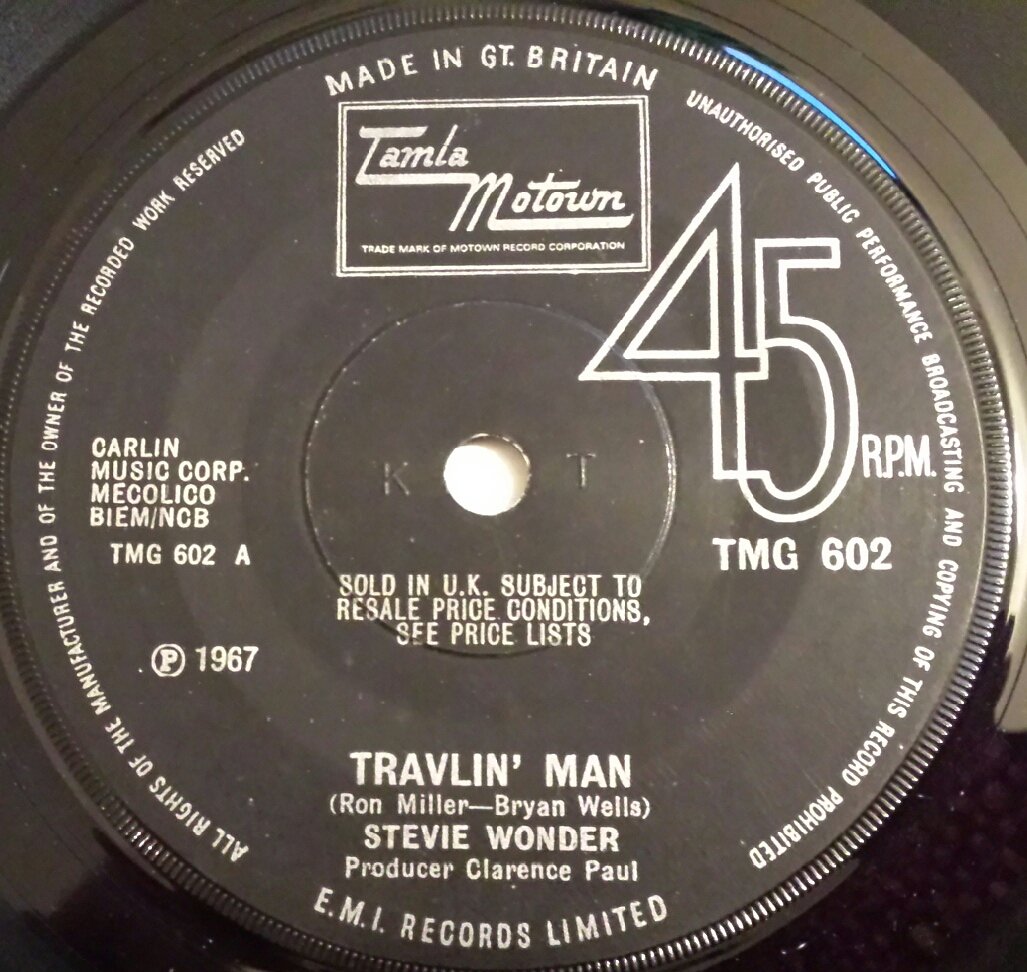 MADE IN GT. BRITAIN
Tamla
Motown
TRADE MARK OF MOTOWN RECORD CORPORATION
ALL RIGHTS OF THE MANUFACTURER AND OF THE OWNER OF THE RECORDED WORK RESERVED
UNAUTHORISED PUBLIC PERFORMANCE BROADCASTING AND COPYING OF THIS RECORD PROHIBITED
45
R.P.M.
CARLIN
MUSIC CORP.
MECOLICO
BIEM/NCB
TMG 602 A
K T
TMG 602
SOLD IN U.K. SUBJECT TO
RESALE PRICE CONDITIONS,
SEE PRICE LISTS
℗ 1967
TRAVLIN' MAN
(Ron Miller—Bryan Wells)
STEVIE WONDER
Producer Clarence Paul
E.M.I. RECORDS LIMITED